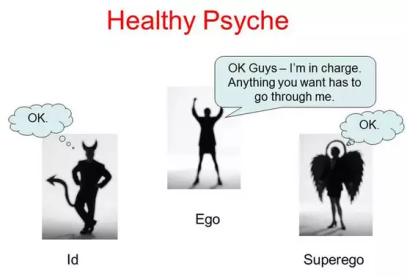 Healthy Psyche
OK Guys – I'm in charge.
Anything you want has to
go through me.
OK.
OK.
Ego
Id
Superego